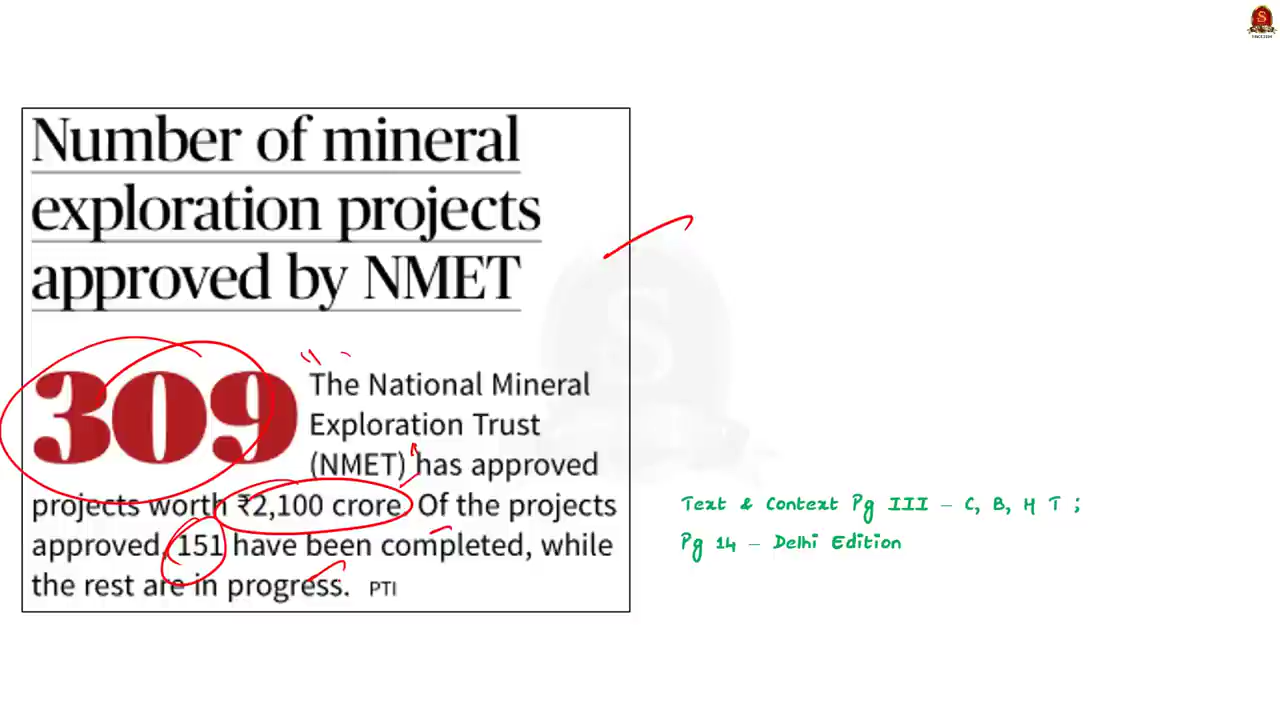 Number of mineral
exploration projects
approved by NMET
309
The National Mineral
Exploration Trust
(NMET) has approved
projects worth ₹2,100 crore. Of the projects
approved, 151 have been completed, while
the rest are in progress. PTI
Text & Context Pg III – C, B, H T ;
Pg 14 – Delhi Edition
S
S